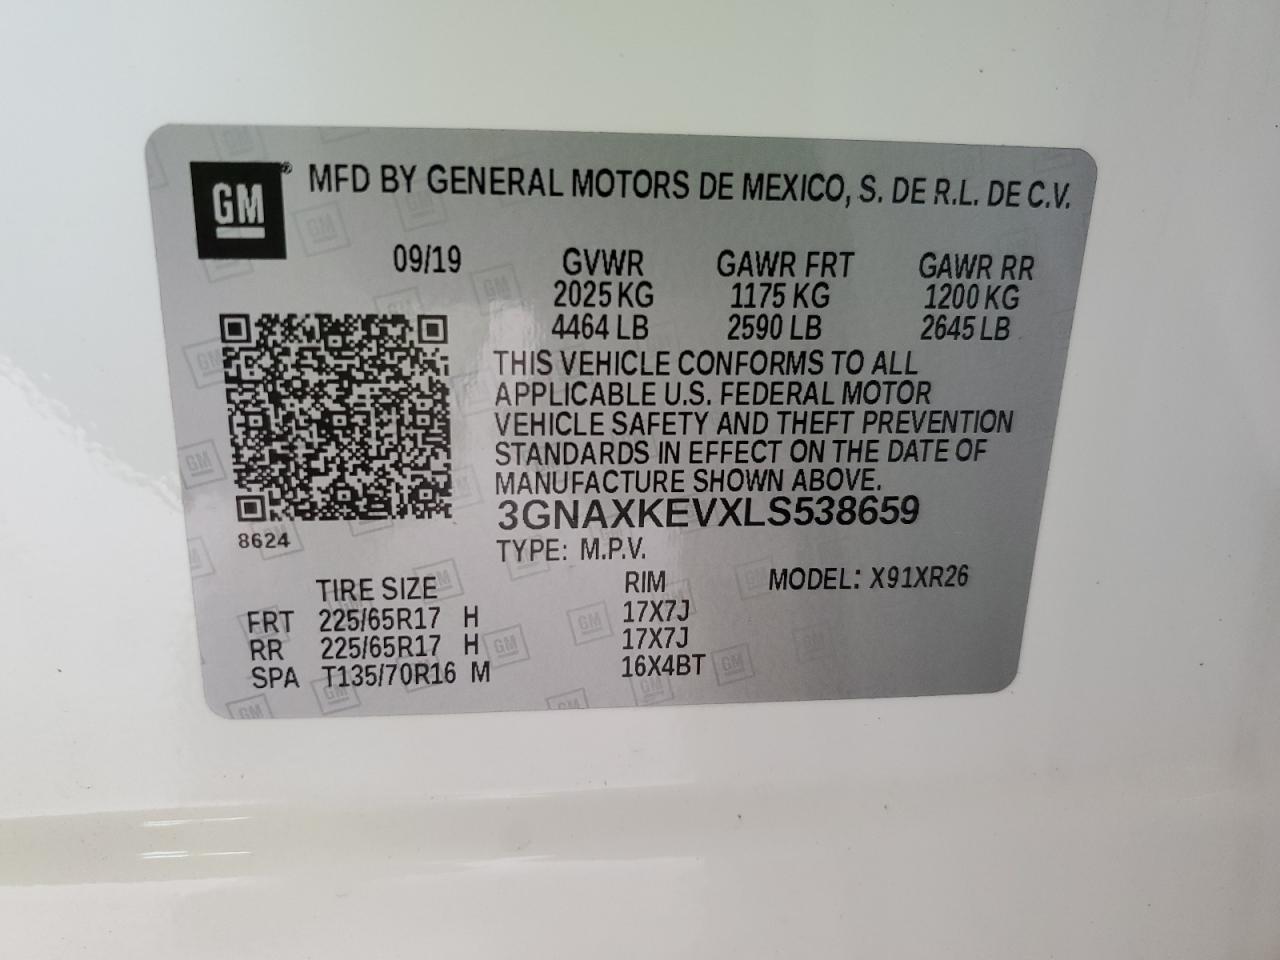 GM® MFD BY GENERAL MOTORS DE MEXICO, S. DE R.L. DE C.V.
09/19 GVWR GAWR FRT GAWR RR
2025 KG 1175 KG 1200 KG
4464 LB 2590 LB 2645 LB
THIS VEHICLE CONFORMS TO ALL
APPLICABLE U.S. FEDERAL MOTOR
VEHICLE SAFETY AND THEFT PREVENTION
STANDARDS IN EFFECT ON THE DATE OF
MANUFACTURE SHOWN ABOVE.
3GNAXKEVXLS538659
8624
TYPE: M.P.V.
TIRE SIZE RIM MODEL: X91XR26
FRT 225/65R17 H 17X7J
RR 225/65R17 H 17X7J
SPA T135/70R16 M 16X4BT